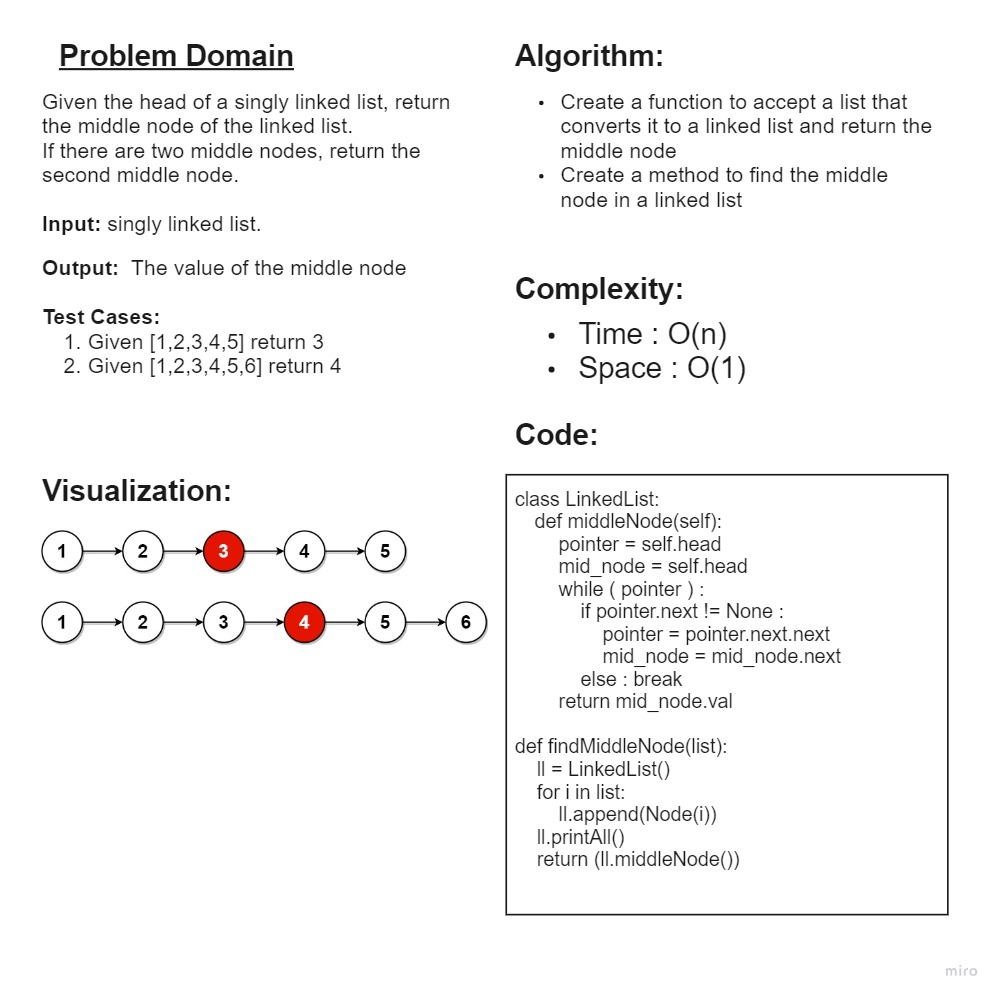 Problem Domain
Given the head of a singly linked list, return
the middle node of the linked list.
If there are two middle nodes, return the
second middle node.
Input: singly linked list.
Output:  The value of the middle node
Test Cases:
1. Given [1,2,3,4,5] return 3
2. Given [1,2,3,4,5,6] return 4
Visualization:
1 2 3 4 5
1 2 3 4 5 6
Algorithm:
• Create a function to accept a list that
converts it to a linked list and return the
middle node
• Create a method to find the middle
node in a linked list
Complexity:
• Time : O(n)
• Space : O(1)
Code:
class LinkedList:
def middleNode(self):
pointer = self.head
mid_node = self.head
while ( pointer ) :
if pointer.next != None :
pointer = pointer.next.next
mid_node = mid_node.next
else : break
return mid_node.val
def findMiddleNode(list):
ll = LinkedList()
for i in list:
ll.append(Node(i))
ll.printAll()
return (ll.middleNode())
miro